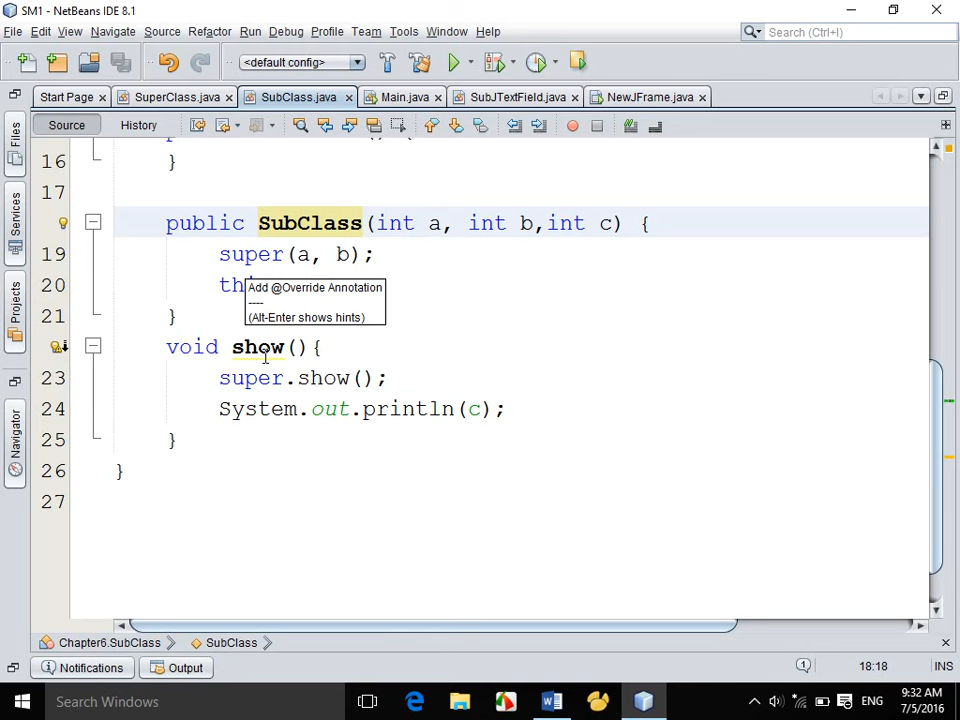 SM1 - NetBeans IDE 8.1
File Edit View Navigate Source Refactor Run Debug Profile Team Tools Window Help
<default config>
Search (Ctrl+I)
Start Page SuperClass.java SubClass.java Main.java SubJTextField.java NewJFrame.java
Source History
Files
Services
Projects
Navigator
16 }
17
public SubClass(int a, int b,int c) {
19 super(a, b);
20 th
Add @Override Annotation
----
(Alt-Enter shows hints)
21 }
void show(){
23 super.show();
24 System.out.println(c);
25 }
26 }
27
Chapter6.SubClass SubClass
Notifications Output
1 18:18 INS
Search Windows
ENG
9:32 AM
7/5/2016